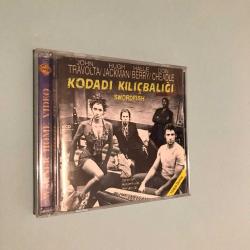 JOHN HUGH HALLE DON
TRAVOLTA/JACKMAN/BERRY/CHEADLE
KODADI KILIÇBALIĞI
SWORDFISH
HOME VIDEO